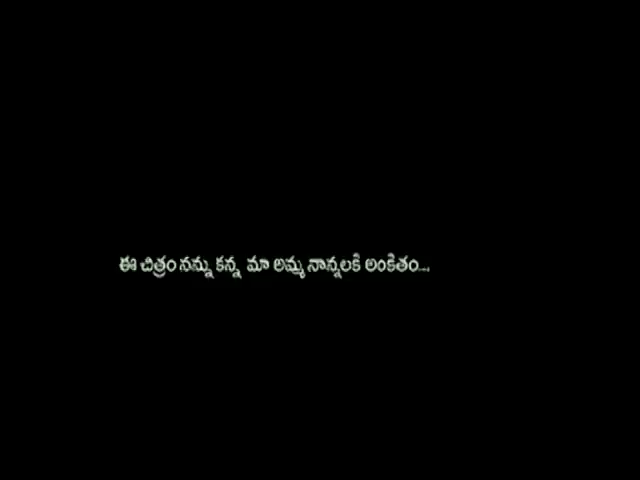 ఈ చిత్రం నన్ను కన్న మా అమ్మ నాన్నలకి అంకితం....